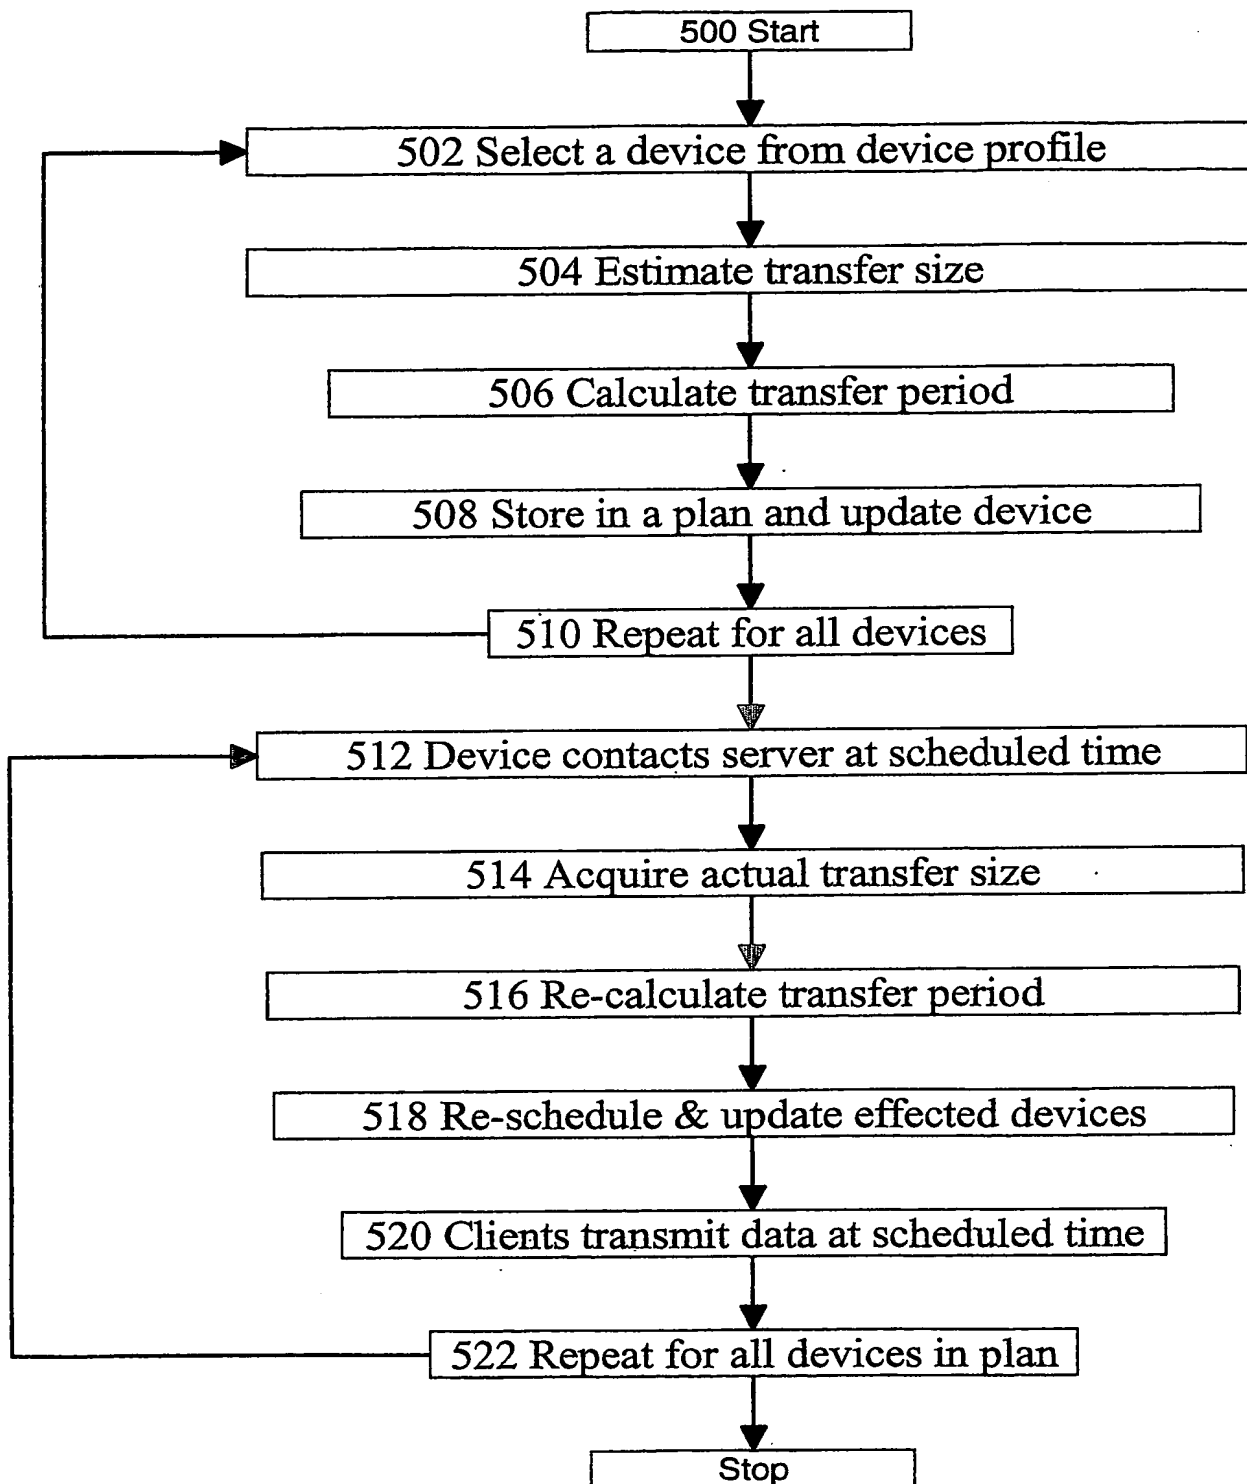 500 Start
502 Select a device from device profile
504 Estimate transfer size
506 Calculate transfer period
508 Store in a plan and update device
510 Repeat for all devices
512 Device contacts server at scheduled time
514 Acquire actual transfer size
516 Re-calculate transfer period
518 Re-schedule & update effected devices
520 Clients transmit data at scheduled time
522 Repeat for all devices in plan
Stop